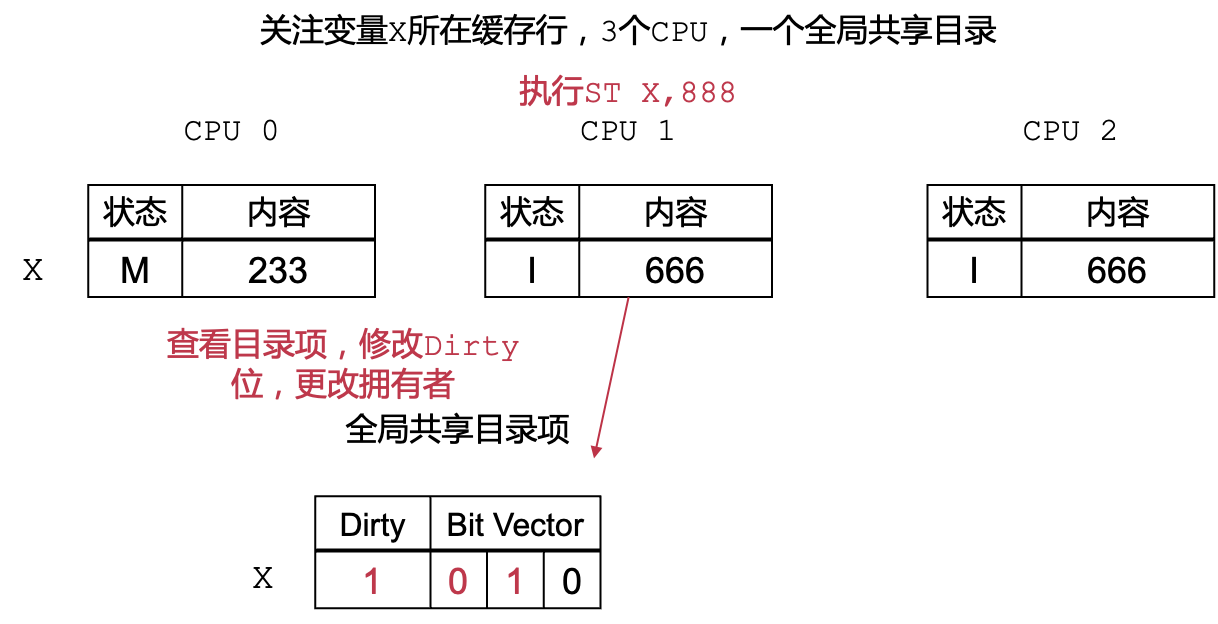 关注变量X所在缓存行，3个CPU，一个全局共享目录
执行ST X,888
CPU 0 CPU 1 CPU 2
状态 内容 状态 内容 状态 内容
X M 233 I 666 I 666
查看目录项，修改Dirty
位，更改拥有者
全局共享目录项
Dirty Bit Vector
X 1 0 1 0